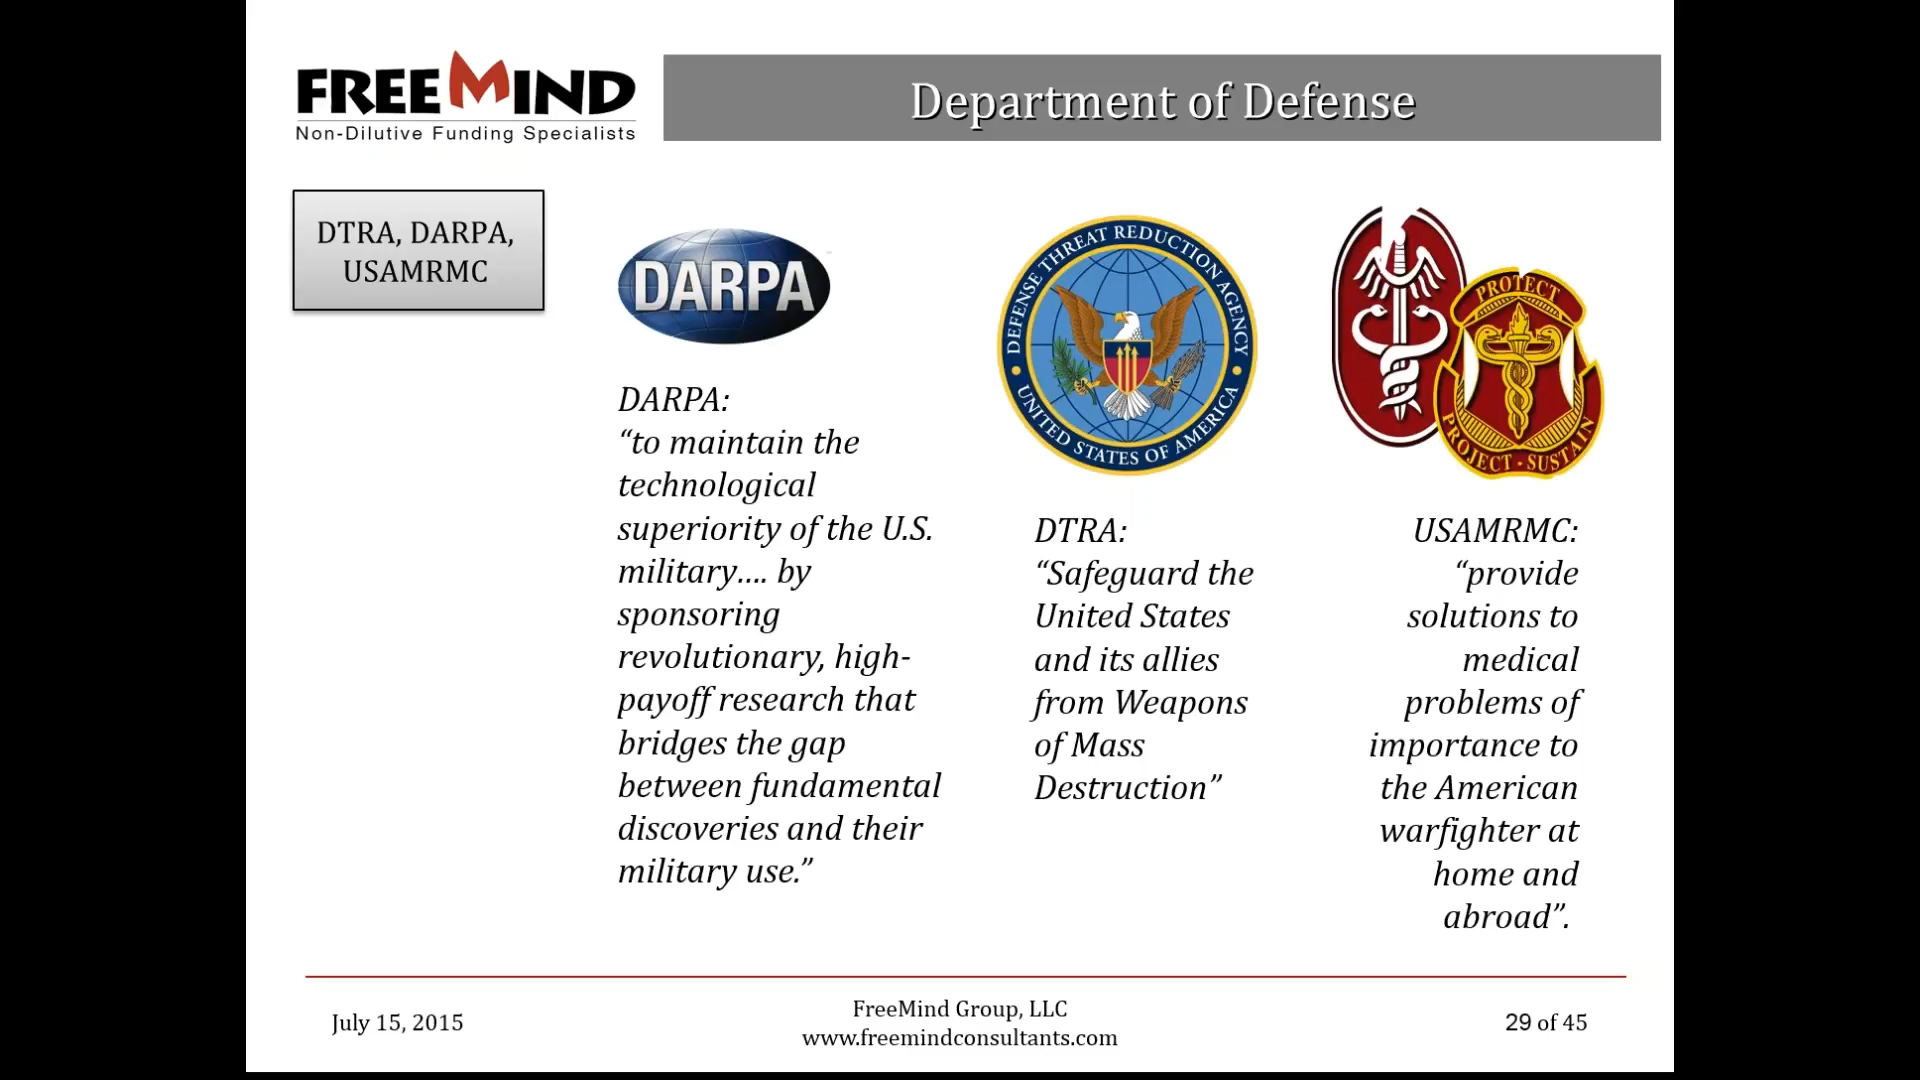 FREEMIND
Non-Dilutive Funding Specialists
Department of Defense
DTRA, DARPA,
USAMRMC
DARPA
DARPA:
“to maintain the
technological
superiority of the U.S.
military…. by
sponsoring
revolutionary, high-
payoff research that
bridges the gap
between fundamental
discoveries and their
military use.”
DEFENSE THREAT REDUCTION AGENCY
UNITED STATES OF AMERICA
DTRA:
“Safeguard the
United States
and its allies
from Weapons
of Mass
Destruction”
PROTECT
PROJECT - SUSTAIN
USAMRMC:
“provide
solutions to
medical
problems of
importance to
the American
warfighter at
home and
abroad”.
July 15, 2015
FreeMind Group, LLC
www.freemindconsultants.com
29 of 45